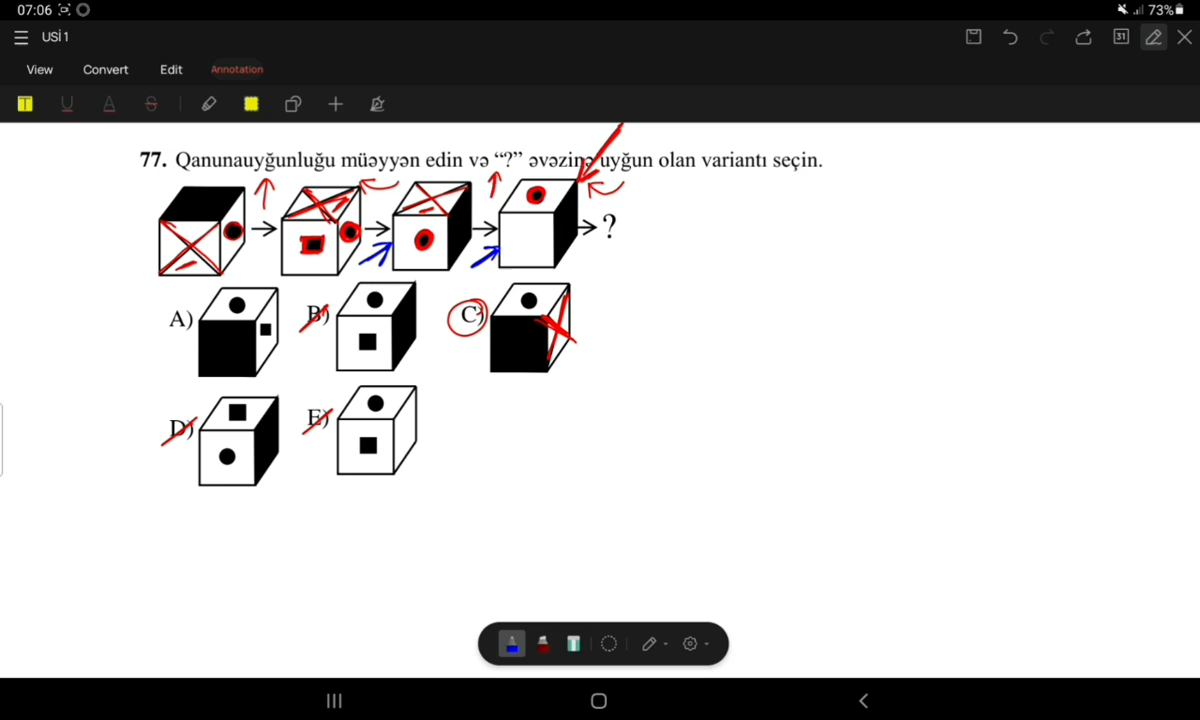 07:06
73%
USİ 1
31
View Convert Edit Annotation
T U A S
77. Qanunauyğunluğu müəyyən edin və “?” əvəzinə uyğun olan variantı seçin.
?
A) B) C)
D) E)